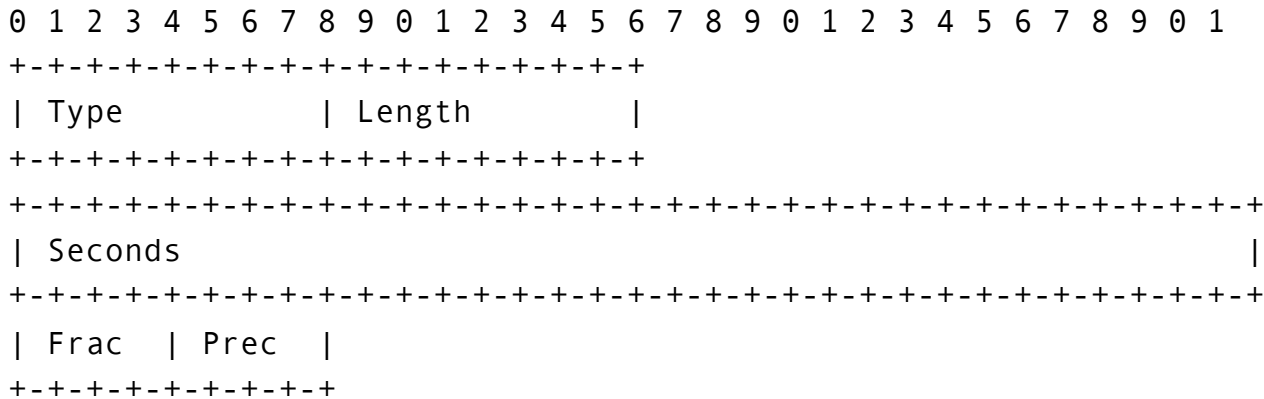 0 1 2 3 4 5 6 7 8 9 0 1 2 3 4 5 6 7 8 9 0 1 2 3 4 5 6 7 8 9 0 1
+-+-+-+-+-+-+-+-+-+-+-+-+-+-+-+-+
| Type          | Length        |
+-+-+-+-+-+-+-+-+-+-+-+-+-+-+-+-+
+-+-+-+-+-+-+-+-+-+-+-+-+-+-+-+-+-+-+-+-+-+-+-+-+-+-+-+-+-+-+-+-+
| Seconds                                                       |
+-+-+-+-+-+-+-+-+-+-+-+-+-+-+-+-+-+-+-+-+-+-+-+-+-+-+-+-+-+-+-+-+
| Frac  | Prec  |
+-+-+-+-+-+-+-+-+